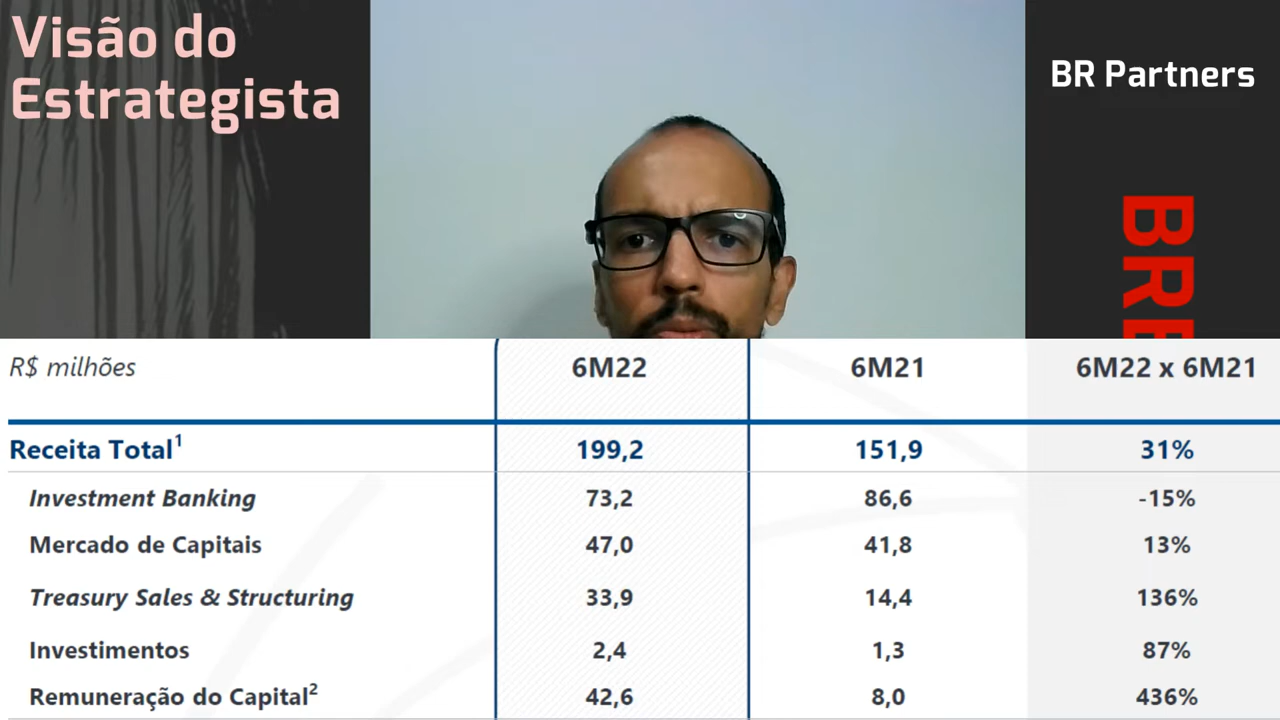 Visão do
Estrategista
BR Partners
BRE
R$ milhões 6M22 6M21 6M22 x 6M21
Receita Total¹ 199,2 151,9 31%
Investment Banking 73,2 86,6 -15%
Mercado de Capitais 47,0 41,8 13%
Treasury Sales & Structuring 33,9 14,4 136%
Investimentos 2,4 1,3 87%
Remuneração do Capital² 42,6 8,0 436%